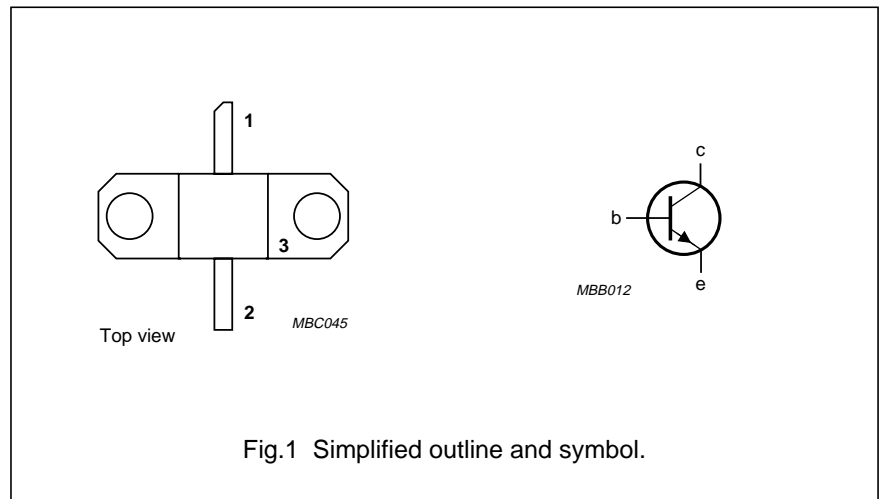 1
3
2
MBC045
Top view
c
b
e
MBB012
Fig.1 Simplified outline and symbol.